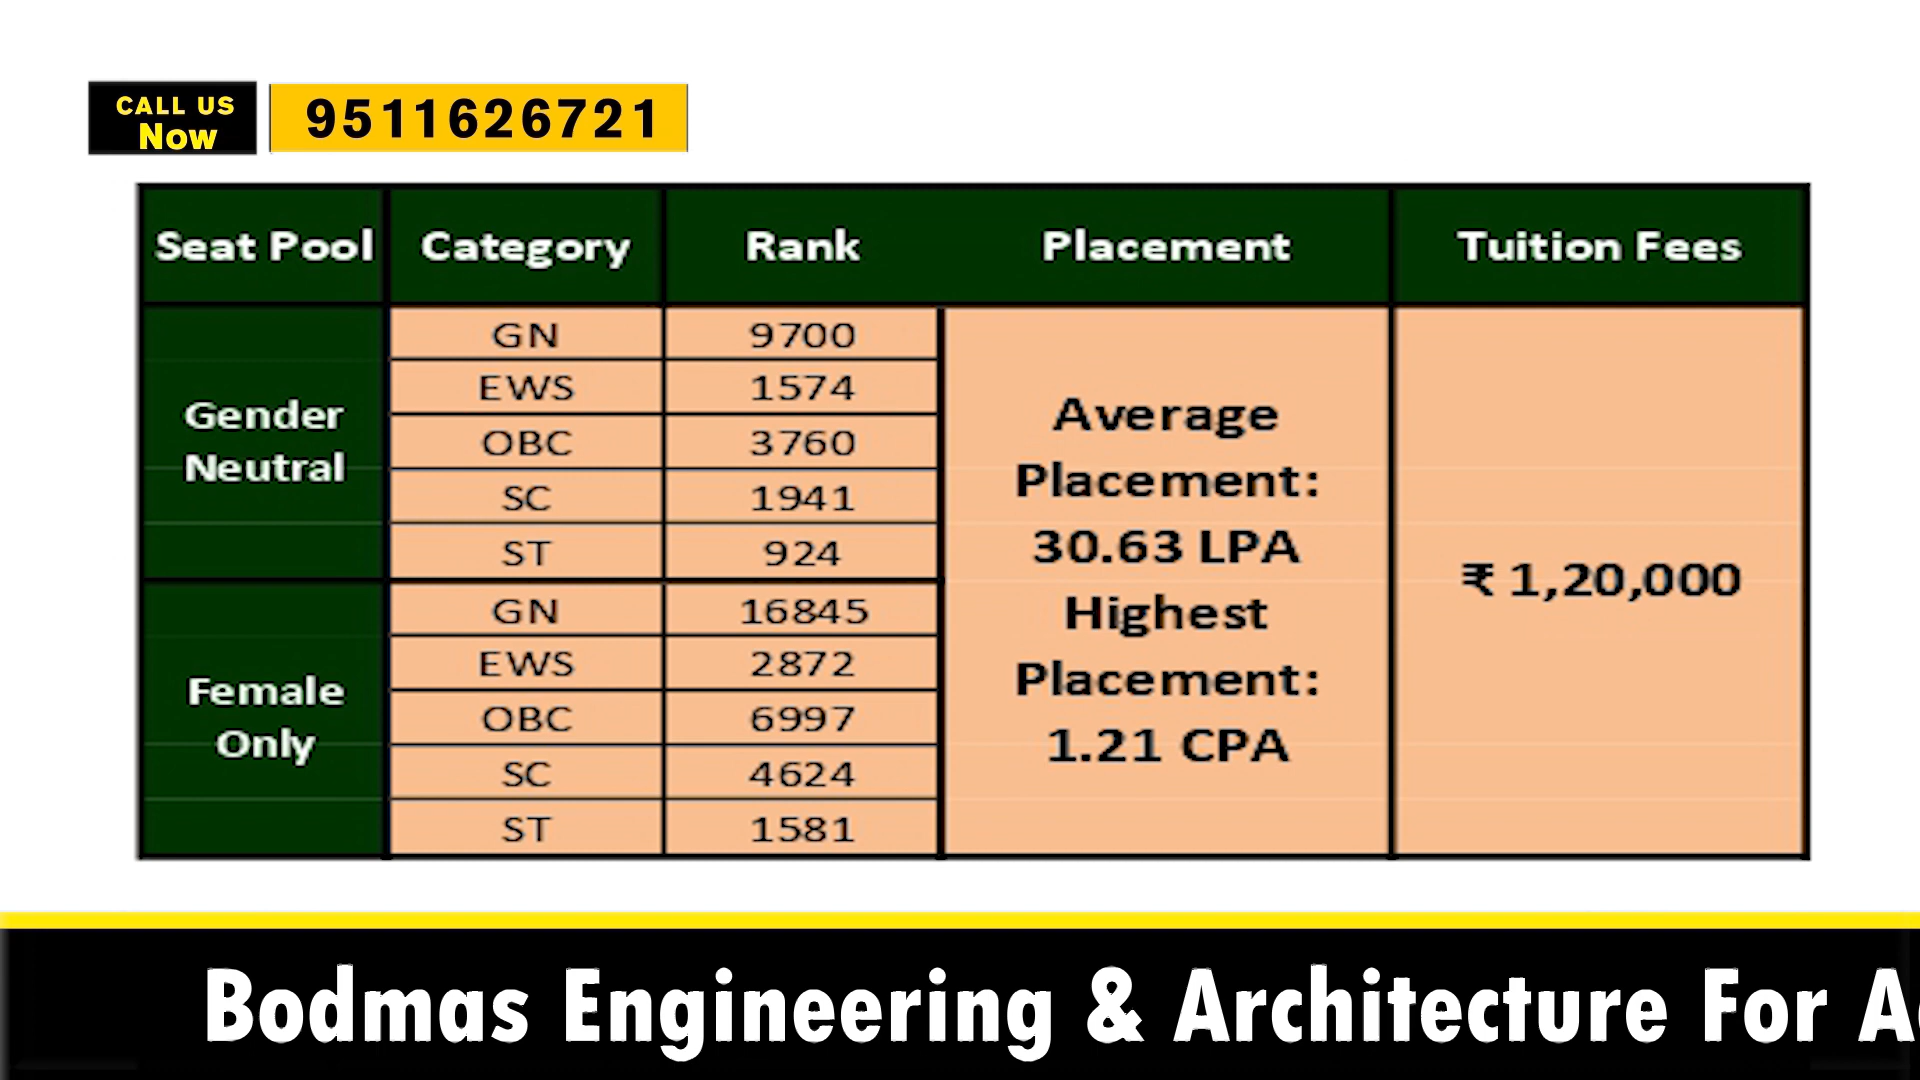 CALL US
Now
9511626721
Seat Pool Category Rank Placement Tuition Fees
Gender
Neutral
GN 9700
EWS 1574
OBC 3760
SC 1941
ST 924
Female
Only
GN 16845
EWS 2872
OBC 6997
SC 4624
ST 1581
Average
Placement:
30.63 LPA
Highest
Placement:
1.21 CPA
₹ 1,20,000
Bodmas Engineering & Architecture For